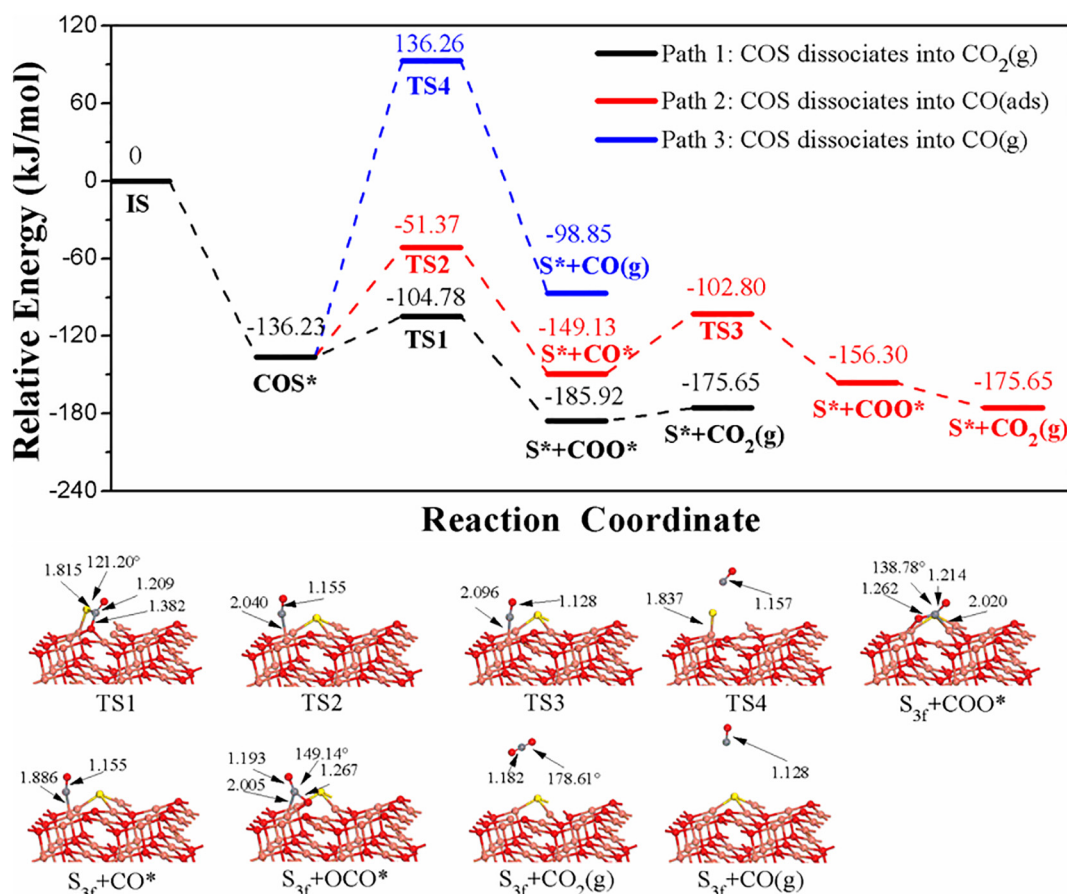 Relative Energy (kJ/mol)
120
60
0
-60
-120
-180
-240
Path 1: COS dissociates into CO2(g)
Path 2: COS dissociates into CO(ads)
Path 3: COS dissociates into CO(g)
0
IS
-136.23
COS*
136.26
TS4
-51.37
TS2
-104.78
TS1
-98.85
S*+CO(g)
-149.13
S*+CO*
-185.92
S*+COO*
-102.80
TS3
-175.65
S*+CO2(g)
-156.30
S*+COO*
-175.65
S*+CO2(g)
Reaction Coordinate
1.815
121.20°
1.209
1.382
TS1
1.155
2.040
TS2
2.096
1.128
TS3
1.837
1.157
TS4
138.78°
1.214
1.262
2.020
S3f+COO*
1.886
1.155
S3f+CO*
1.193
149.14°
1.267
2.005
S3f+OCO*
1.182
178.61°
S3f+CO2(g)
1.128
S3f+CO(g)